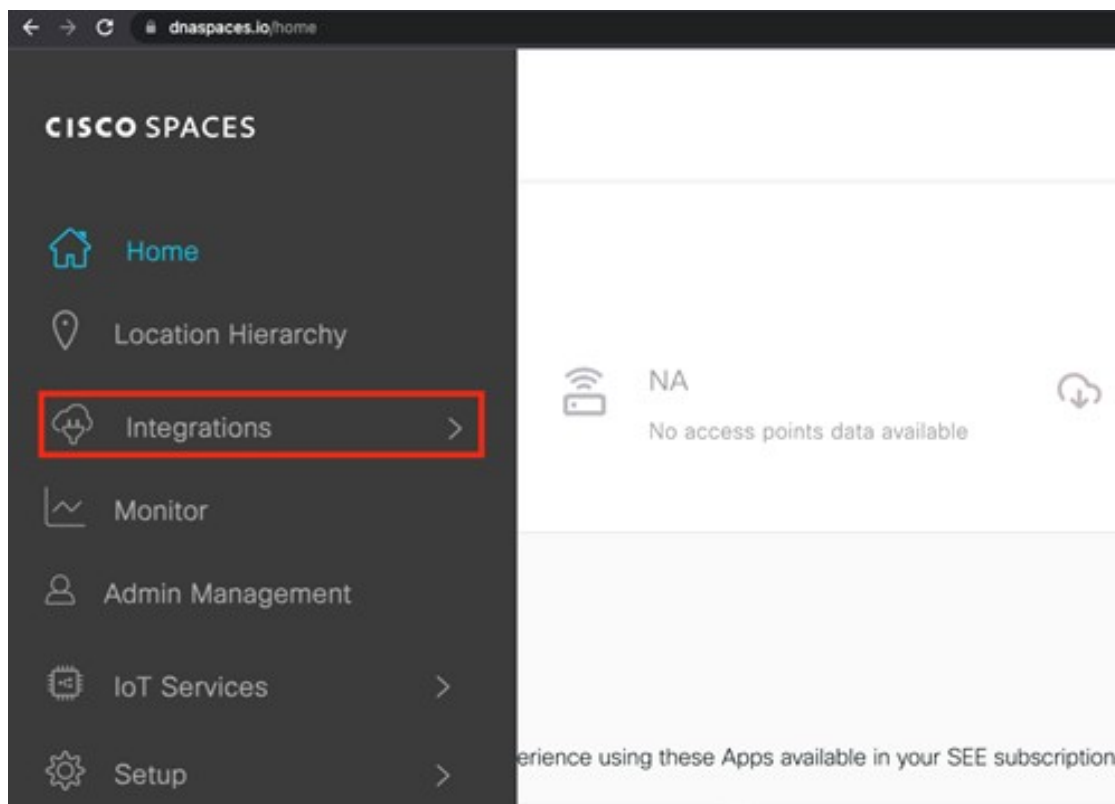 dnaspaces.io/home
CISCO SPACES
Home
Location Hierarchy
Integrations
Monitor
Admin Management
IoT Services
Setup
NA
No access points data available
erience using these Apps available in your SEE subscription